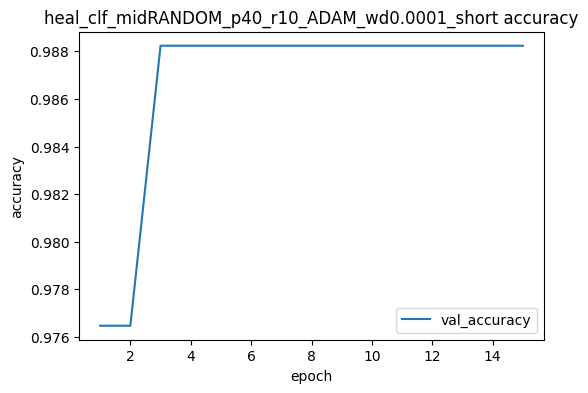 heal_clf_midRANDOM_p40_r10_ADAM_wd0.0001_short accuracy
0.988
0.986
0.984
0.982
0.980
0.978
0.976
accuracy
val_accuracy
2 4 6 8 10 12 14
epoch